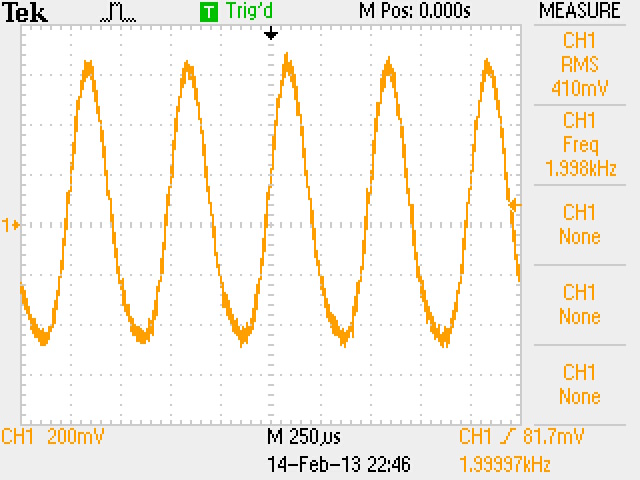 Tek T Trig'd M Pos: 0.000s MEASURE
CH1
RMS
410mV
CH1
Freq
1.998kHz
CH1
None
CH1
None
CH1
None
1
CH1 200mV M 250µs CH1 81.7mV
14-Feb-13 22:46 1.99997kHz